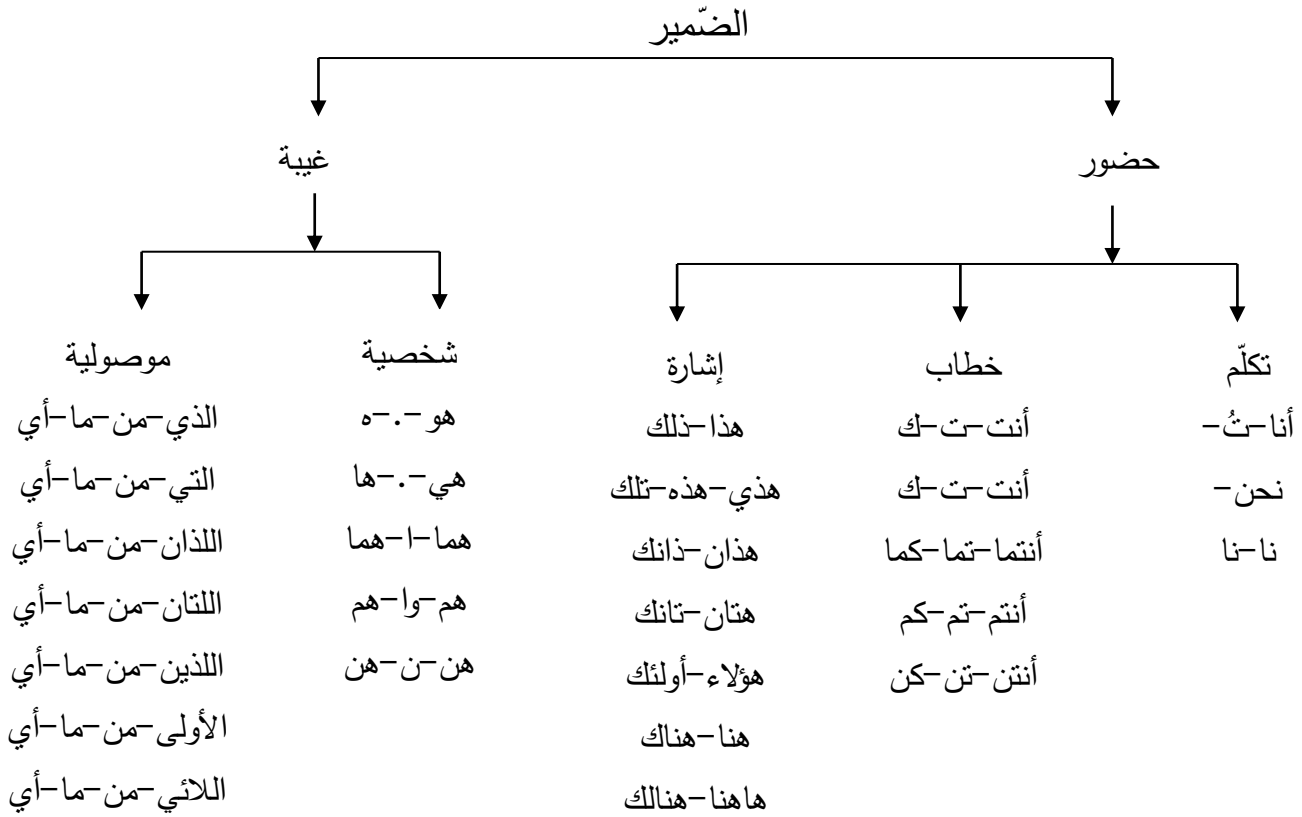 الضّمير
حضور
غيبة
تكلّم
أنا-تُ-
نحن-
نا-نا
خطاب
أنت-ت-ك
أنت-ت-ك
أنتما-تما-كما
أنتم-تم-كم
أنتن-تن-كن
إشارة
هذا-ذلك
هذي-هذه-تلك
هذان-ذانك
هتان-تانك
هؤلاء-أولئك
هنا-هناك
هاهنا-هنالك
شخصية
هو-.-ه
هي-.-ها
هما-ا-هما
هم-وا-هم
هن-ن-هن
موصولية
الذي-من-ما-أي
التي-من-ما-أي
اللذان-من-ما-أي
اللتان-من-ما-أي
اللذين-من-ما-أي
الأولى-من-ما-أي
اللائي-من-ما-أي